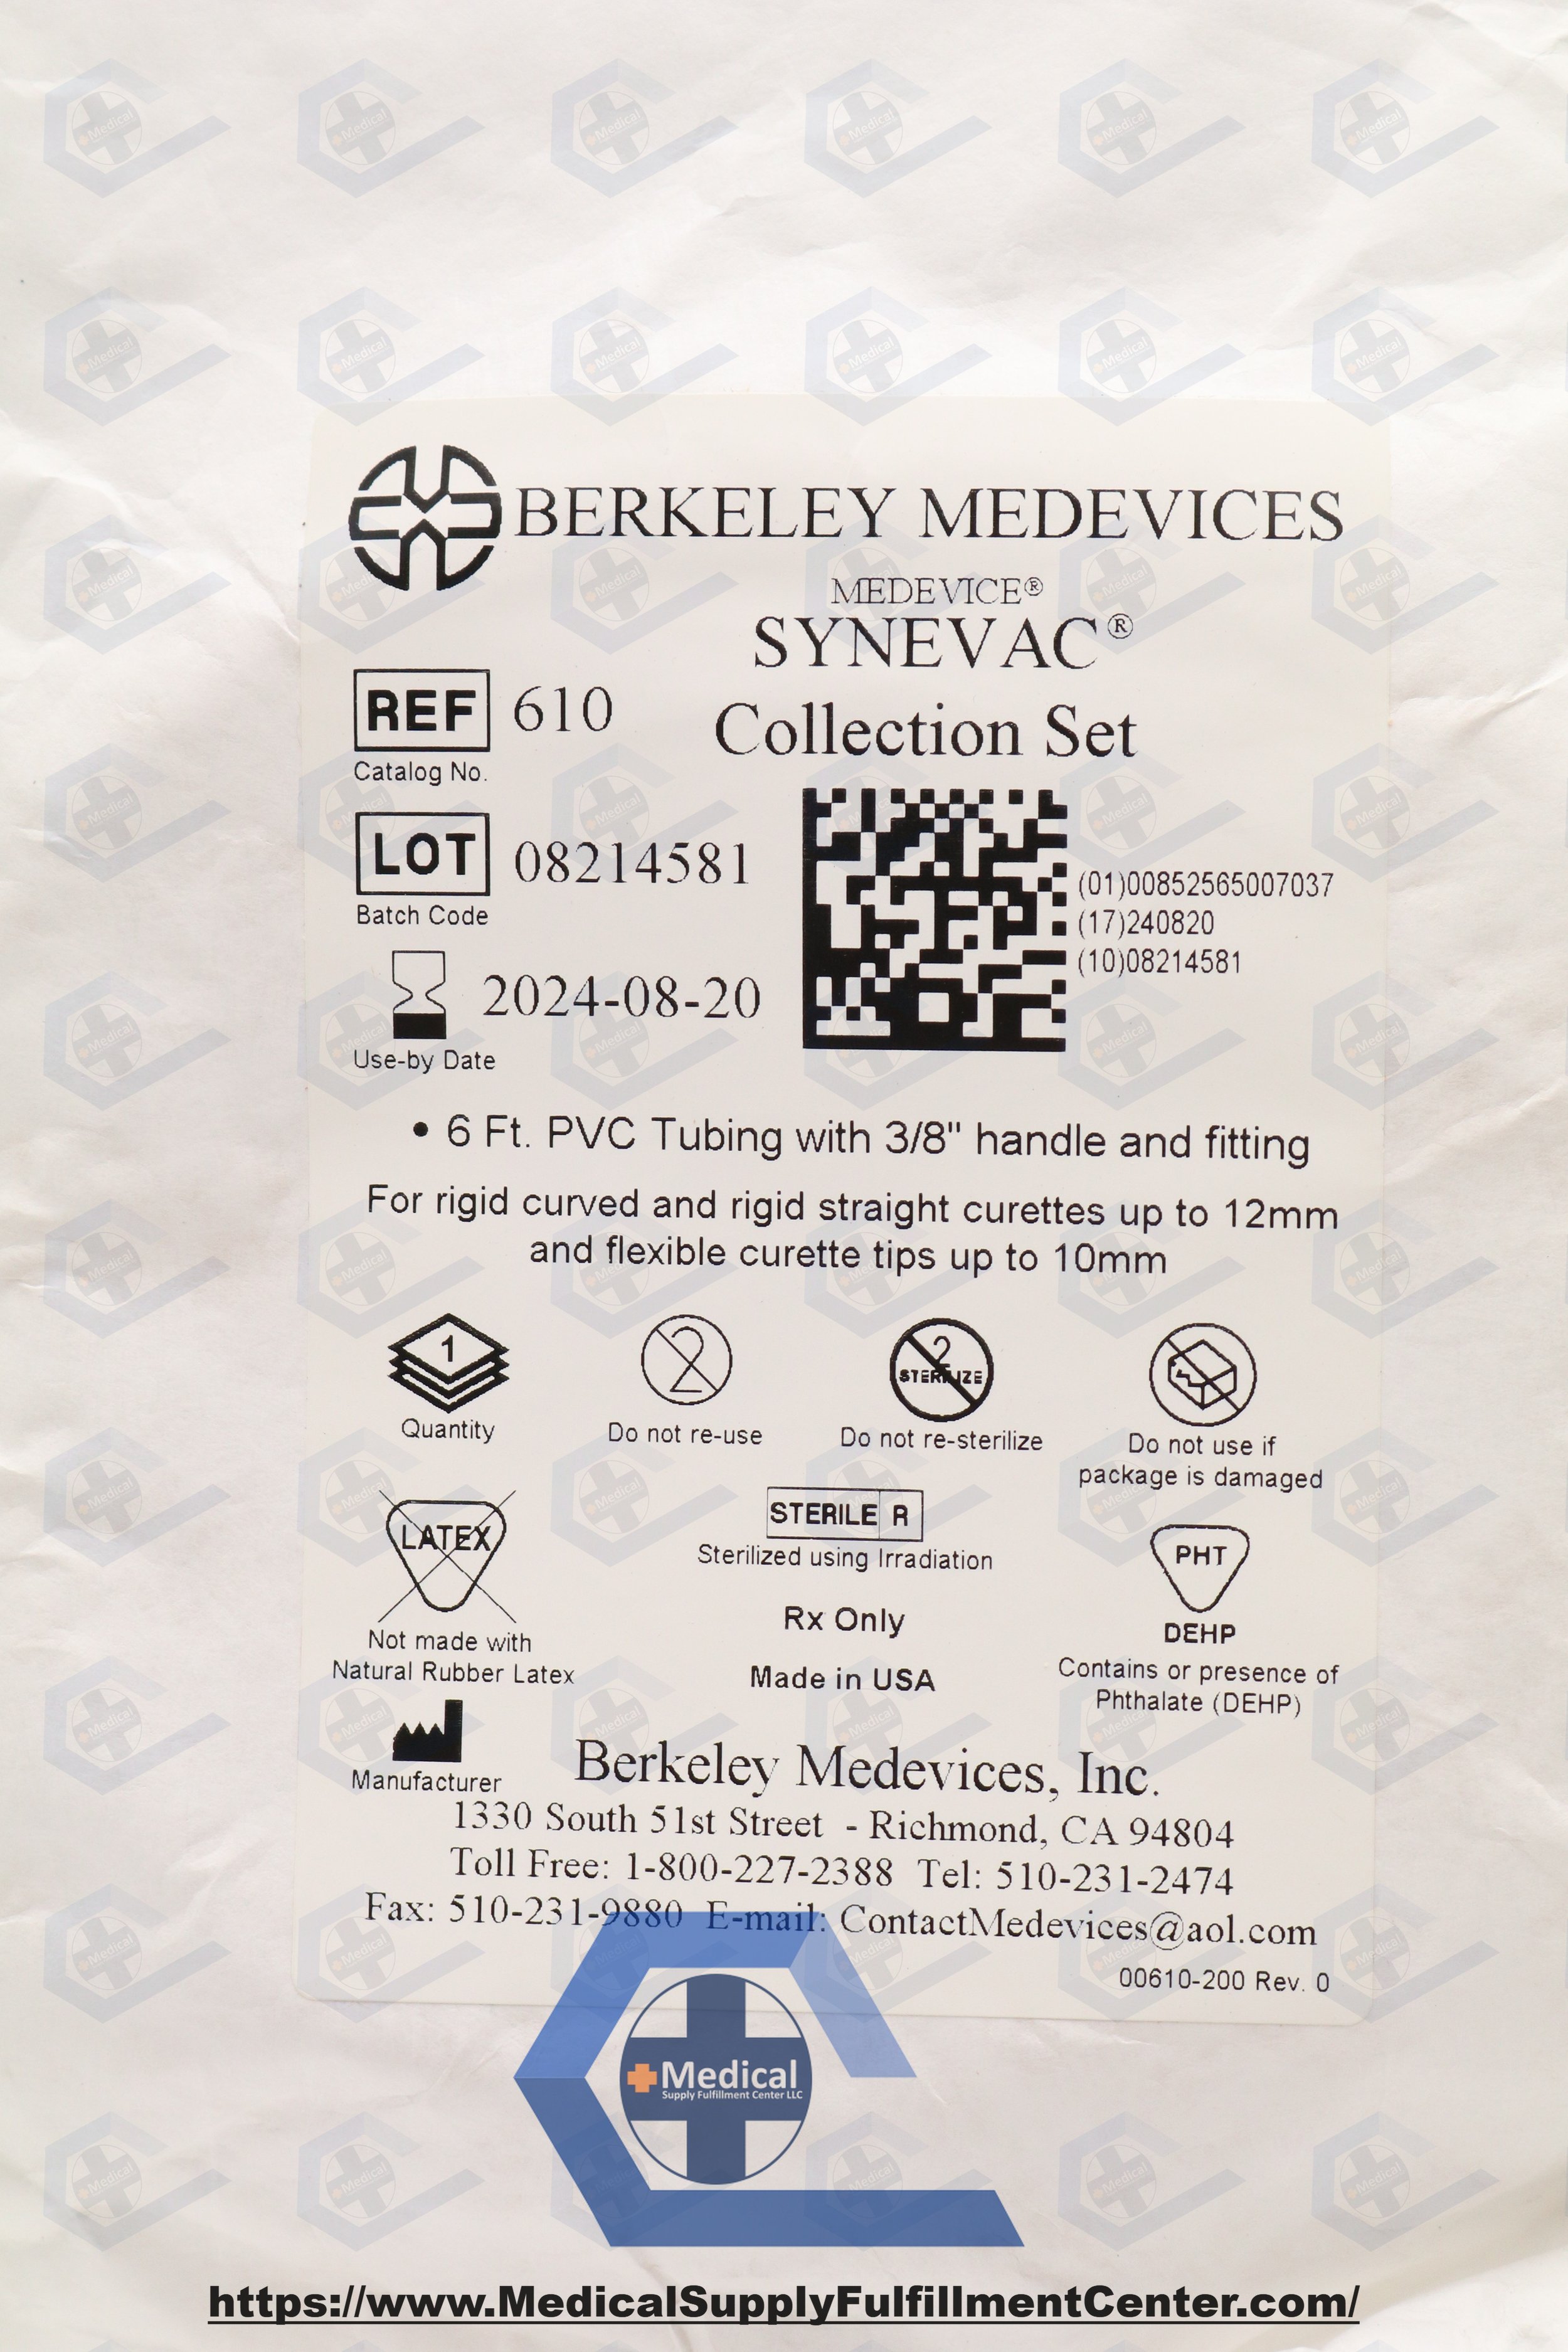 BERKELEY MEDEVICES
MEDEVICE®
SYNEVAC®
Collection Set
REF 610
Catalog No.
LOT 08214581
Batch Code
2024-08-20
Use-by Date
(01)00852565007037
(17)240820
(10)08214581
• 6 Ft. PVC Tubing with 3/8" handle and fitting
For rigid curved and rigid straight curettes up to 12mm
and flexible curette tips up to 10mm
1
Quantity
2
Do not re-use
2
STERILIZE
Do not re-sterilize
Do not use if
package is damaged
LATEX
Not made with
Natural Rubber Latex
STERILE R
Sterilized using Irradiation
Rx Only
Made in USA
PHT
DEHP
Contains or presence of
Phthalate (DEHP)
Manufacturer
Berkeley Medevices, Inc.
1330 South 51st Street - Richmond, CA 94804
Toll Free: 1-800-227-2388 Tel: 510-231-2474
Fax: 510-231-9880 E-mail: ContactMedevices@aol.com
00610-200 Rev. 0
Medical
Supply Fulfillment Center LLC
https://www.MedicalSupplyFulfillmentCenter.com/